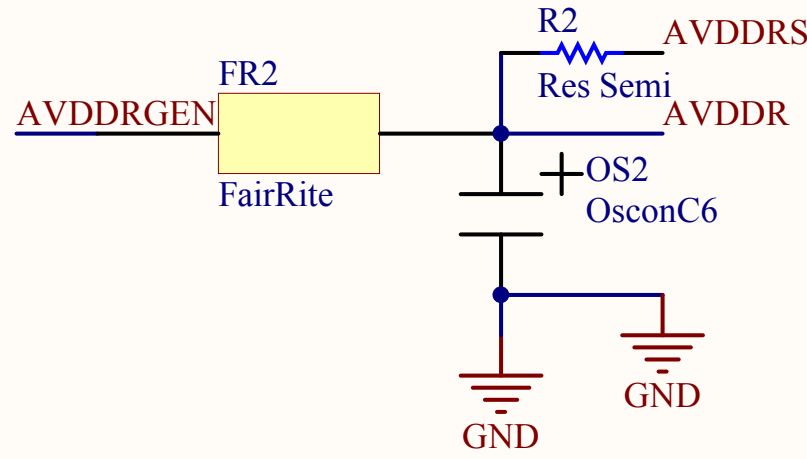 R2
AVDDRS
FR2
Res Semi
AVDDRGEN
AVDDR
FairRite
OS2
OsconC6
GND
GND